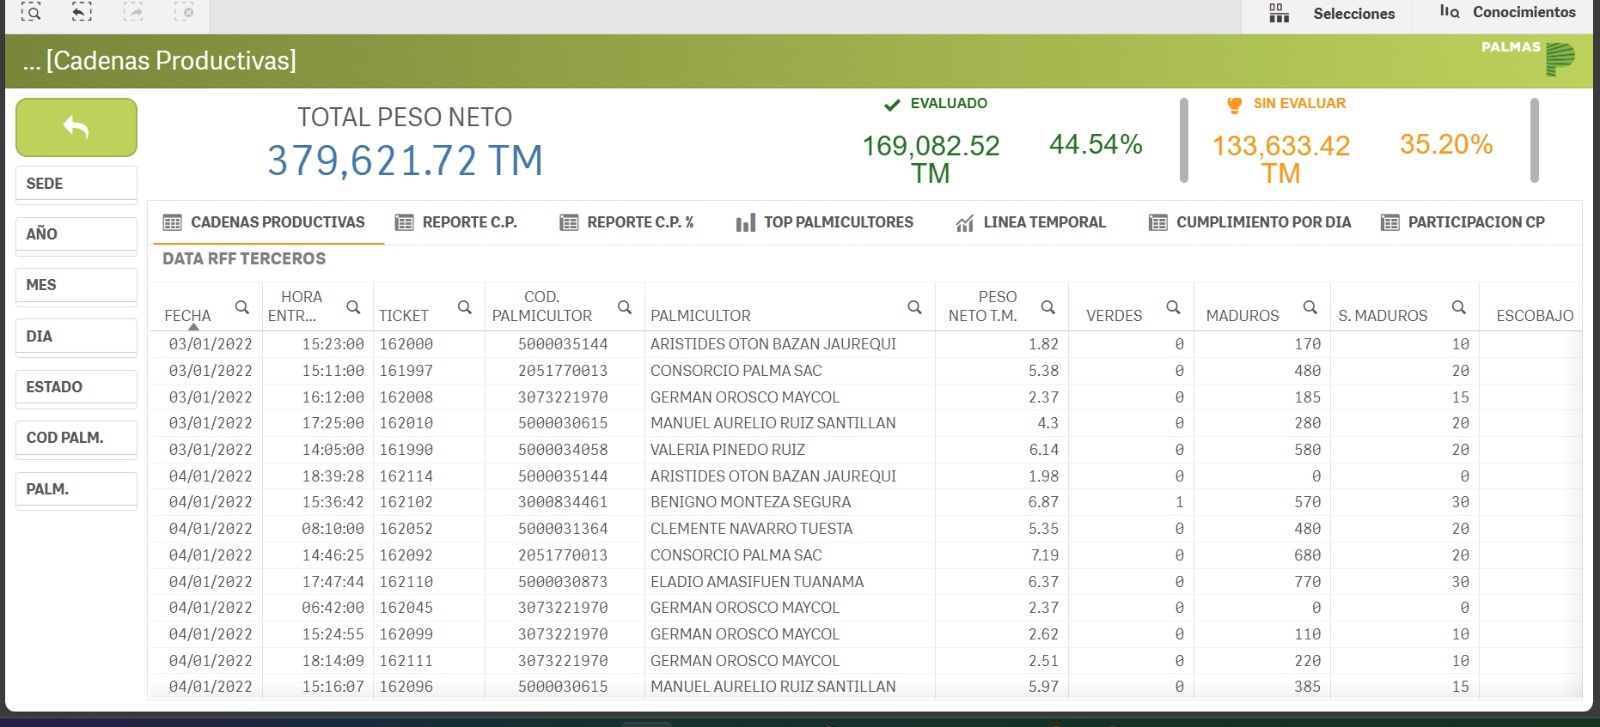 Selecciones
Conocimientos
... [Cadenas Productivas]
PALMAS
TOTAL PESO NETO
379,621.72 TM
EVALUADO
169,082.52 TM
44.54%
SIN EVALUAR
133,633.42 TM
35.20%
SEDE
AÑO
MES
DIA
ESTADO
COD PALM.
PALM.
CADENAS PRODUCTIVAS REPORTE C.P. REPORTE C.P. % TOP PALMICULTORES LINEA TEMPORAL CUMPLIMIENTO POR DIA PARTICIPACION CP
DATA RFF TERCEROS
FECHA HORA ENTR... TICKET COD. PALMICULTOR PALMICULTOR PESO NETO T.M. VERDES MADUROS S. MADUROS ESCOBAJO
03/01/2022 15:23:00 162000 5000035144 ARISTIDES OTON BAZAN JAUREQUI 1.82 0 170 10
03/01/2022 15:11:00 161997 2051770013 CONSORCIO PALMA SAC 5.38 0 480 20
03/01/2022 16:12:00 162008 3073221970 GERMAN OROSCO MAYCOL 2.37 0 185 15
03/01/2022 17:25:00 162010 5000030615 MANUEL AURELIO RUIZ SANTILLAN 4.3 0 280 20
03/01/2022 14:05:00 161990 5000034058 VALERIA PINEDO RUIZ 6.14 0 580 20
04/01/2022 18:39:28 162114 5000035144 ARISTIDES OTON BAZAN JAUREQUI 1.98 0 0 0
04/01/2022 15:36:42 162102 3000834461 BENIGNO MONTEZA SEGURA 6.87 1 570 30
04/01/2022 08:10:00 162052 5000031364 CLEMENTE NAVARRO TUESTA 5.35 0 480 20
04/01/2022 14:46:25 162092 2051770013 CONSORCIO PALMA SAC 7.19 0 680 20
04/01/2022 17:47:44 162110 5000030873 ELADIO AMASIFUEN TUANAMA 6.37 0 770 30
04/01/2022 06:42:00 162045 3073221970 GERMAN OROSCO MAYCOL 2.37 0 0 0
04/01/2022 15:24:55 162099 3073221970 GERMAN OROSCO MAYCOL 2.62 0 110 10
04/01/2022 18:14:09 162111 3073221970 GERMAN OROSCO MAYCOL 2.51 0 220 10
04/01/2022 15:16:07 162096 5000030615 MANUEL AURELIO RUIZ SANTILLAN 5.97 0 385 15